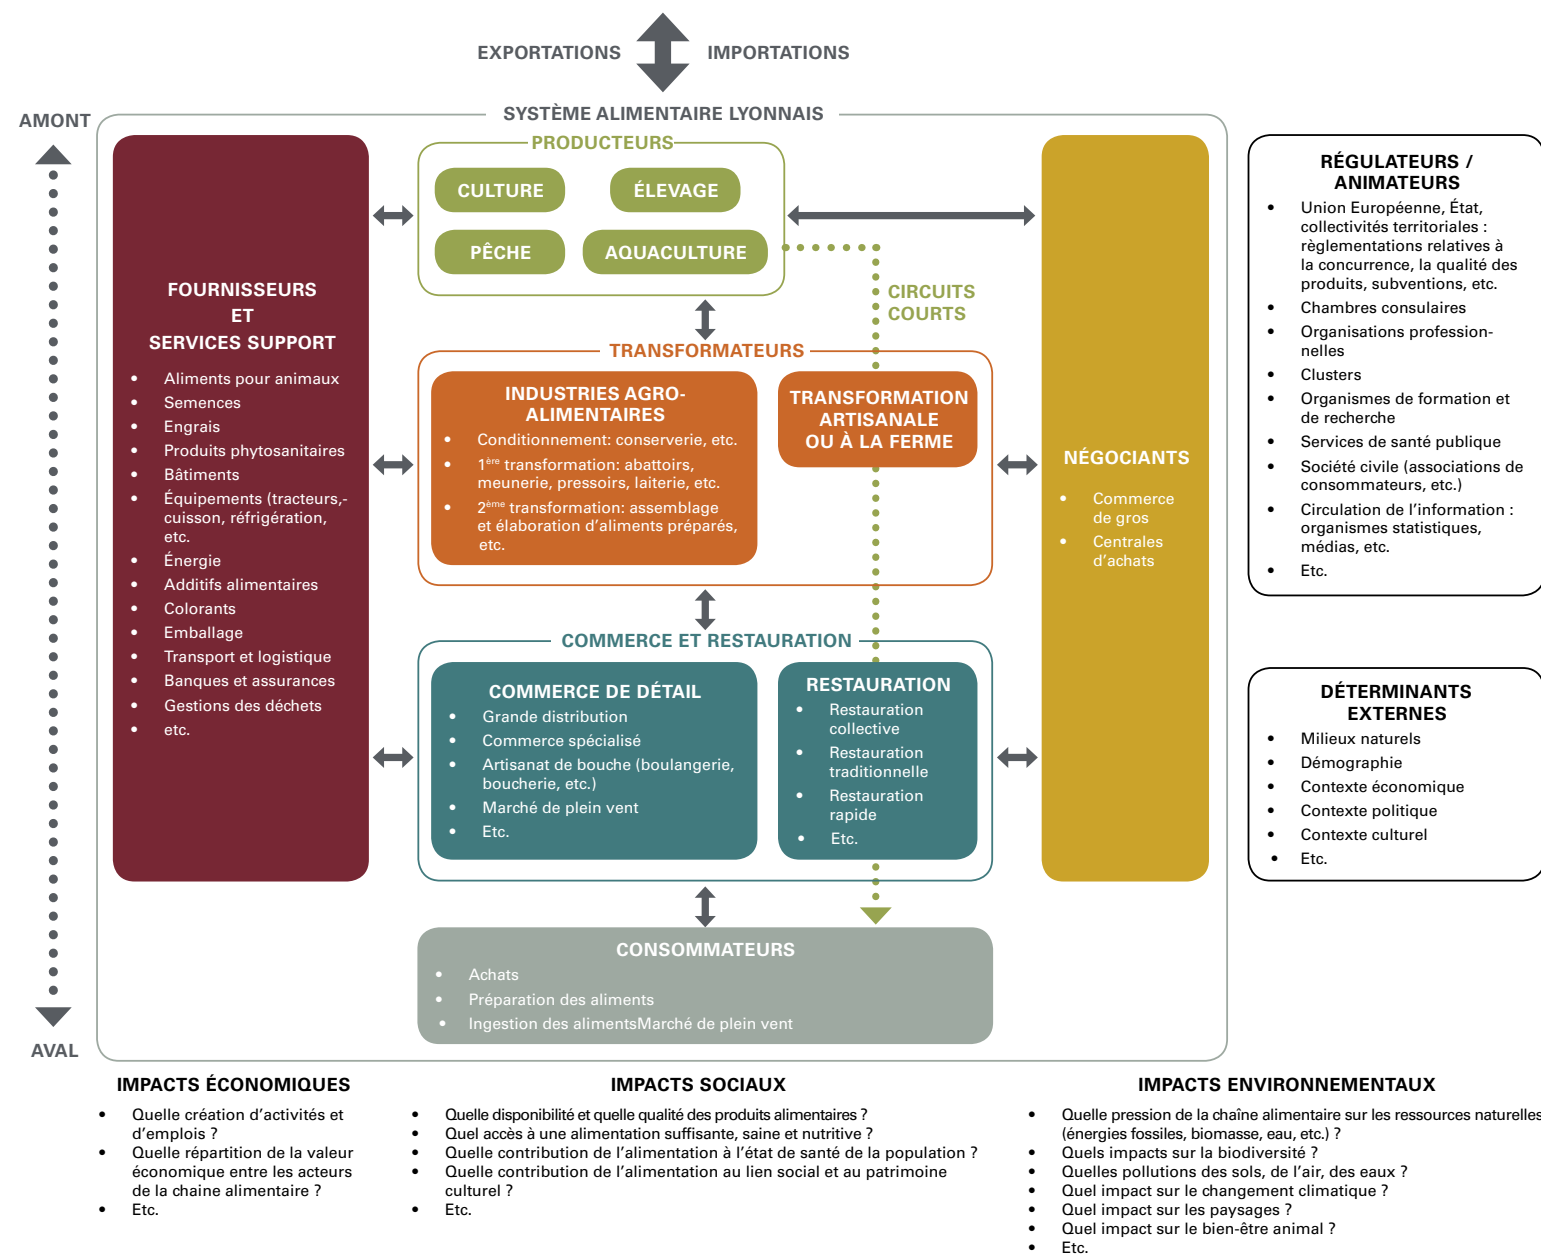 EXPORTATIONS
IMPORTATIONS
SYSTÈME ALIMENTAIRE LYONNAIS
AMONT
AVAL
FOURNISSEURS
ET
SERVICES SUPPORT
• Aliments pour animaux
• Semences
• Engrais
• Produits phytosanitaires
• Bâtiments
• Équipements (tracteurs,-
cuisson, réfrigération,
etc.
• Énergie
• Additifs alimentaires
• Colorants
• Emballage
• Transport et logistique
• Banques et assurances
• Gestions des déchets
• etc.
PRODUCTEURS
CULTURE
ÉLEVAGE
PÊCHE
AQUACULTURE
CIRCUITS
COURTS
TRANSFORMATEURS
INDUSTRIES AGRO-
ALIMENTAIRES
• Conditionnement: conserverie, etc.
• 1ère transformation: abattoirs,
meunerie, pressoirs, laiterie, etc.
• 2ème transformation: assemblage
et élaboration d'aliments préparés,
etc.
TRANSFORMATION
ARTISANALE
OU À LA FERME
COMMERCE ET RESTAURATION
COMMERCE DE DÉTAIL
• Grande distribution
• Commerce spécialisé
• Artisanat de bouche (boulangerie,
boucherie, etc.)
• Marché de plein vent
• Etc.
RESTAURATION
• Restauration
collective
• Restauration
traditionnelle
• Restauration
rapide
• Etc.
CONSOMMATEURS
• Achats
• Préparation des aliments
• Ingestion des alimentsMarché de plein vent
NÉGOCIANTS
• Commerce
de gros
• Centrales
d'achats
RÉGULATEURS /
ANIMATEURS
• Union Européenne, État,
collectivités territoriales :
règlementations relatives à
la concurrence, la qualité des
produits, subventions, etc.
• Chambres consulaires
• Organisations profession-
nelles
• Clusters
• Organismes de formation et
de recherche
• Services de santé publique
• Société civile (associations de
consommateurs, etc.)
• Circulation de l'information :
organismes statistiques,
médias, etc.
• Etc.
DÉTERMINANTS
EXTERNES
• Milieux naturels
• Démographie
• Contexte économique
• Contexte politique
• Contexte culturel
• Etc.
IMPACTS ÉCONOMIQUES
• Quelle création d'activités et
d'emplois ?
• Quelle répartition de la valeur
économique entre les acteurs
de la chaine alimentaire ?
• Etc.
IMPACTS SOCIAUX
• Quelle disponibilité et quelle qualité des produits alimentaires ?
• Quel accès à une alimentation suffisante, saine et nutritive ?
• Quelle contribution de l'alimentation à l'état de santé de la population ?
• Quelle contribution de l'alimentation au lien social et au patrimoine
culturel ?
• Etc.
IMPACTS ENVIRONNEMENTAUX
• Quelle pression de la chaîne alimentaire sur les ressources naturelles
(énergies fossiles, biomasse, eau, etc.) ?
• Quels impacts sur la biodiversité ?
• Quelles pollutions des sols, de l'air, des eaux ?
• Quel impact sur le changement climatique ?
• Quel impact sur les paysages ?
• Quel impact sur le bien-être animal ?
• Etc.